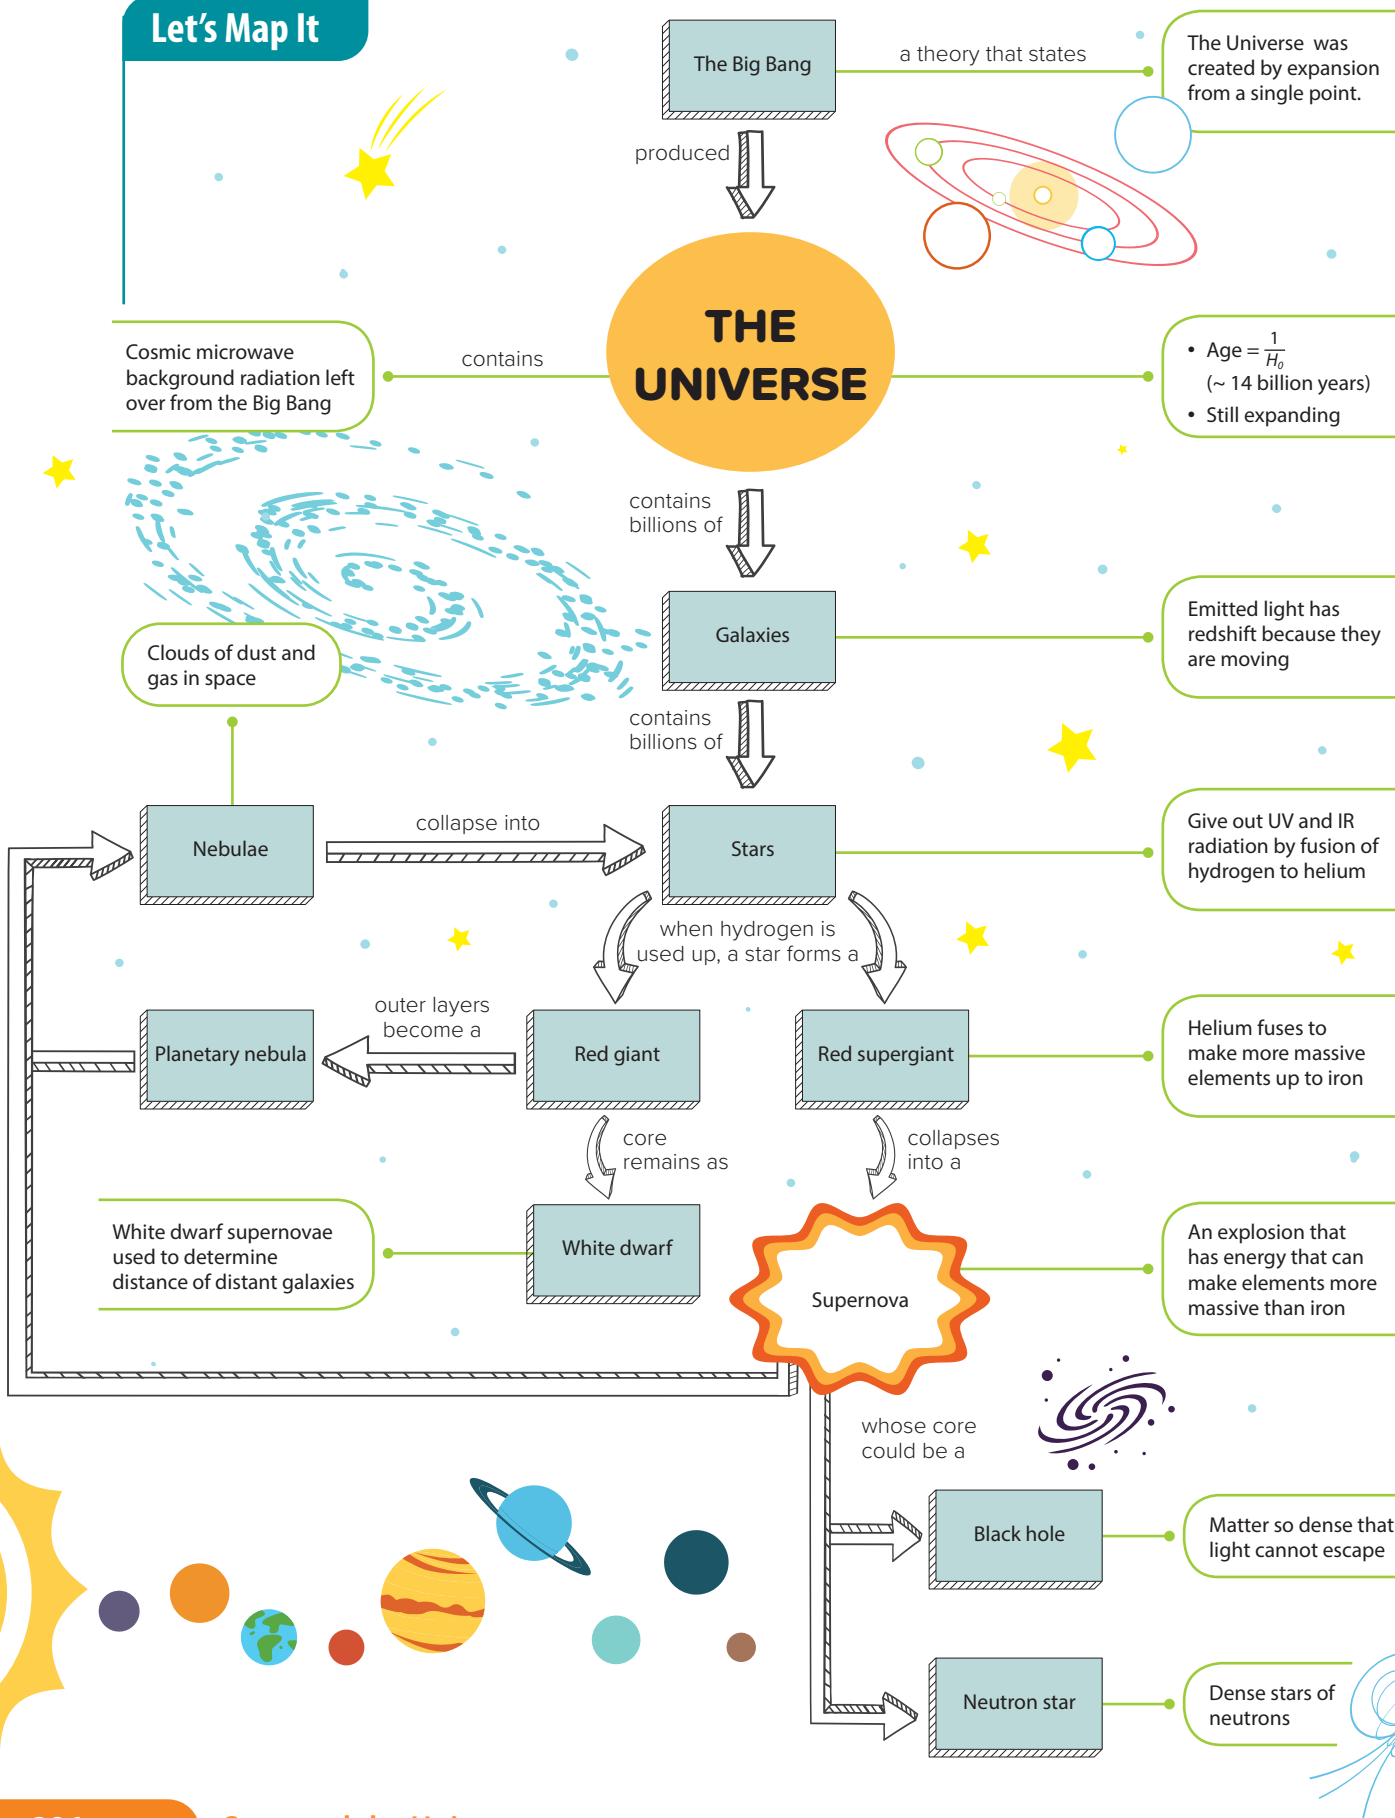 Let's Map It
The Big Bang
a theory that states
The Universe was
created by expansion
from a single point.
produced
THE
UNIVERSE
Cosmic microwave
background radiation left
over from the Big Bang
contains
• Age = 1/H₀
(~ 14 billion years)
• Still expanding
contains
billions of
Galaxies
Emitted light has
redshift because they
are moving
Clouds of dust and
gas in space
contains
billions of
Nebulae
collapse into
Stars
Give out UV and IR
radiation by fusion of
hydrogen to helium
when hydrogen is
used up, a star forms a
outer layers
become a
Planetary nebula
Red giant
Red supergiant
Helium fuses to
make more massive
elements up to iron
core
remains as
collapses
into a
White dwarf supernovae
used to determine
distance of distant galaxies
White dwarf
Supernova
An explosion that
has energy that can
make elements more
massive than iron
whose core
could be a
Black hole
Matter so dense that
light cannot escape
Neutron star
Dense stars of
neutrons